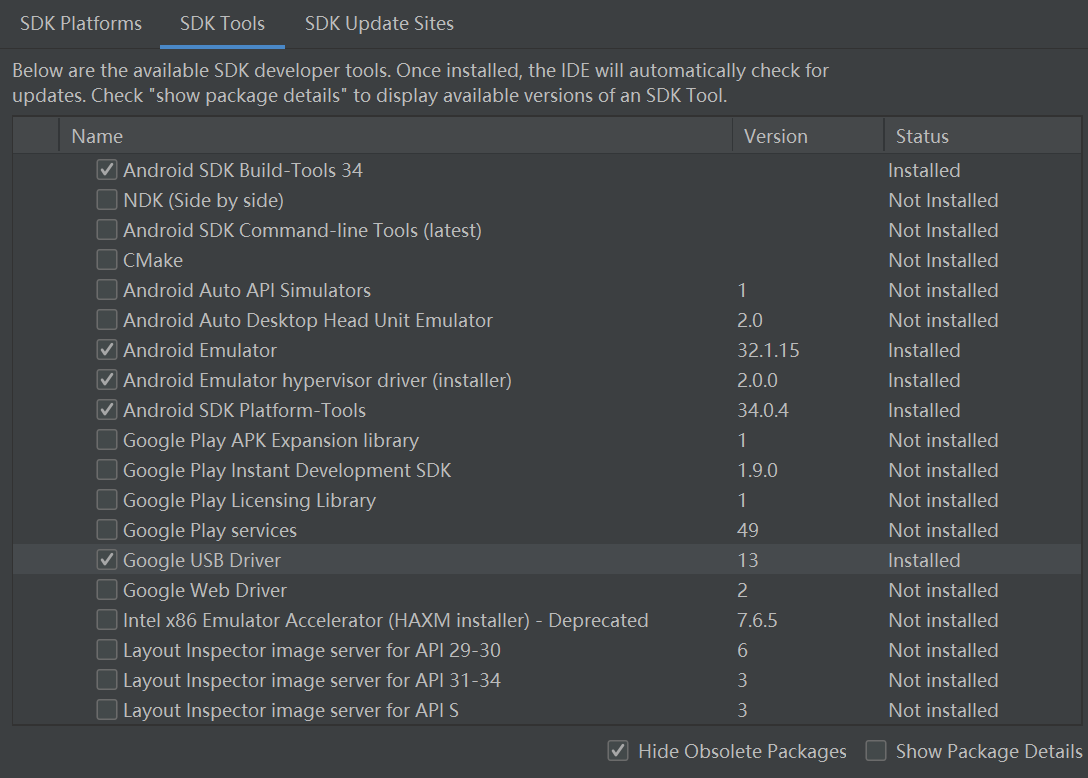 SDK Platforms SDK Tools SDK Update Sites
Below are the available SDK developer tools. Once installed, the IDE will automatically check for
updates. Check "show package details" to display available versions of an SDK Tool.
Name Version Status
Android SDK Build-Tools 34 Installed
NDK (Side by side) Not Installed
Android SDK Command-line Tools (latest) Not Installed
CMake Not Installed
Android Auto API Simulators 1 Not installed
Android Auto Desktop Head Unit Emulator 2.0 Not installed
Android Emulator 32.1.15 Installed
Android Emulator hypervisor driver (installer) 2.0.0 Installed
Android SDK Platform-Tools 34.0.4 Installed
Google Play APK Expansion library 1 Not installed
Google Play Instant Development SDK 1.9.0 Not installed
Google Play Licensing Library 1 Not installed
Google Play services 49 Not installed
Google USB Driver 13 Installed
Google Web Driver 2 Not installed
Intel x86 Emulator Accelerator (HAXM installer) - Deprecated 7.6.5 Not installed
Layout Inspector image server for API 29-30 6 Not installed
Layout Inspector image server for API 31-34 3 Not installed
Layout Inspector image server for API S 3 Not installed
Hide Obsolete Packages Show Package Details